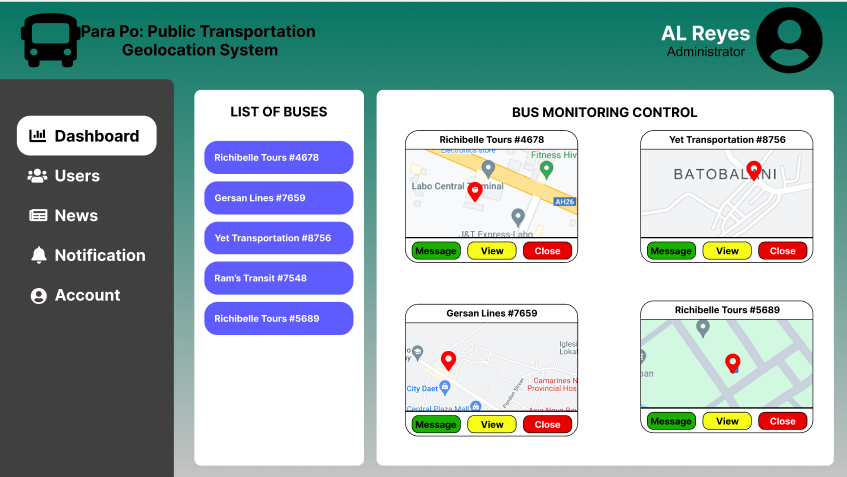 Para Po: Public Transportation
Geolocation System
AL Reyes
Administrator
Dashboard
Users
News
Notification
Account
LIST OF BUSES
Richibelle Tours #4678
Gersan Lines #7659
Yet Transportation #8756
Ram's Transit #7548
Richibelle Tours #5689
BUS MONITORING CONTROL
Richibelle Tours #4678
Electronics store
Fitness Hiv
Labo Central Terminal
AH26
J&T Express-Labo
Message View Close
Yet Transportation #8756
BATOBALANI
Message View Close
Gersan Lines #7659
Igles
Loka
City Daet
Camarines N
Provincial Hos
Central Plaza Mall
Message View Close
Richibelle Tours #5689
Message View Close